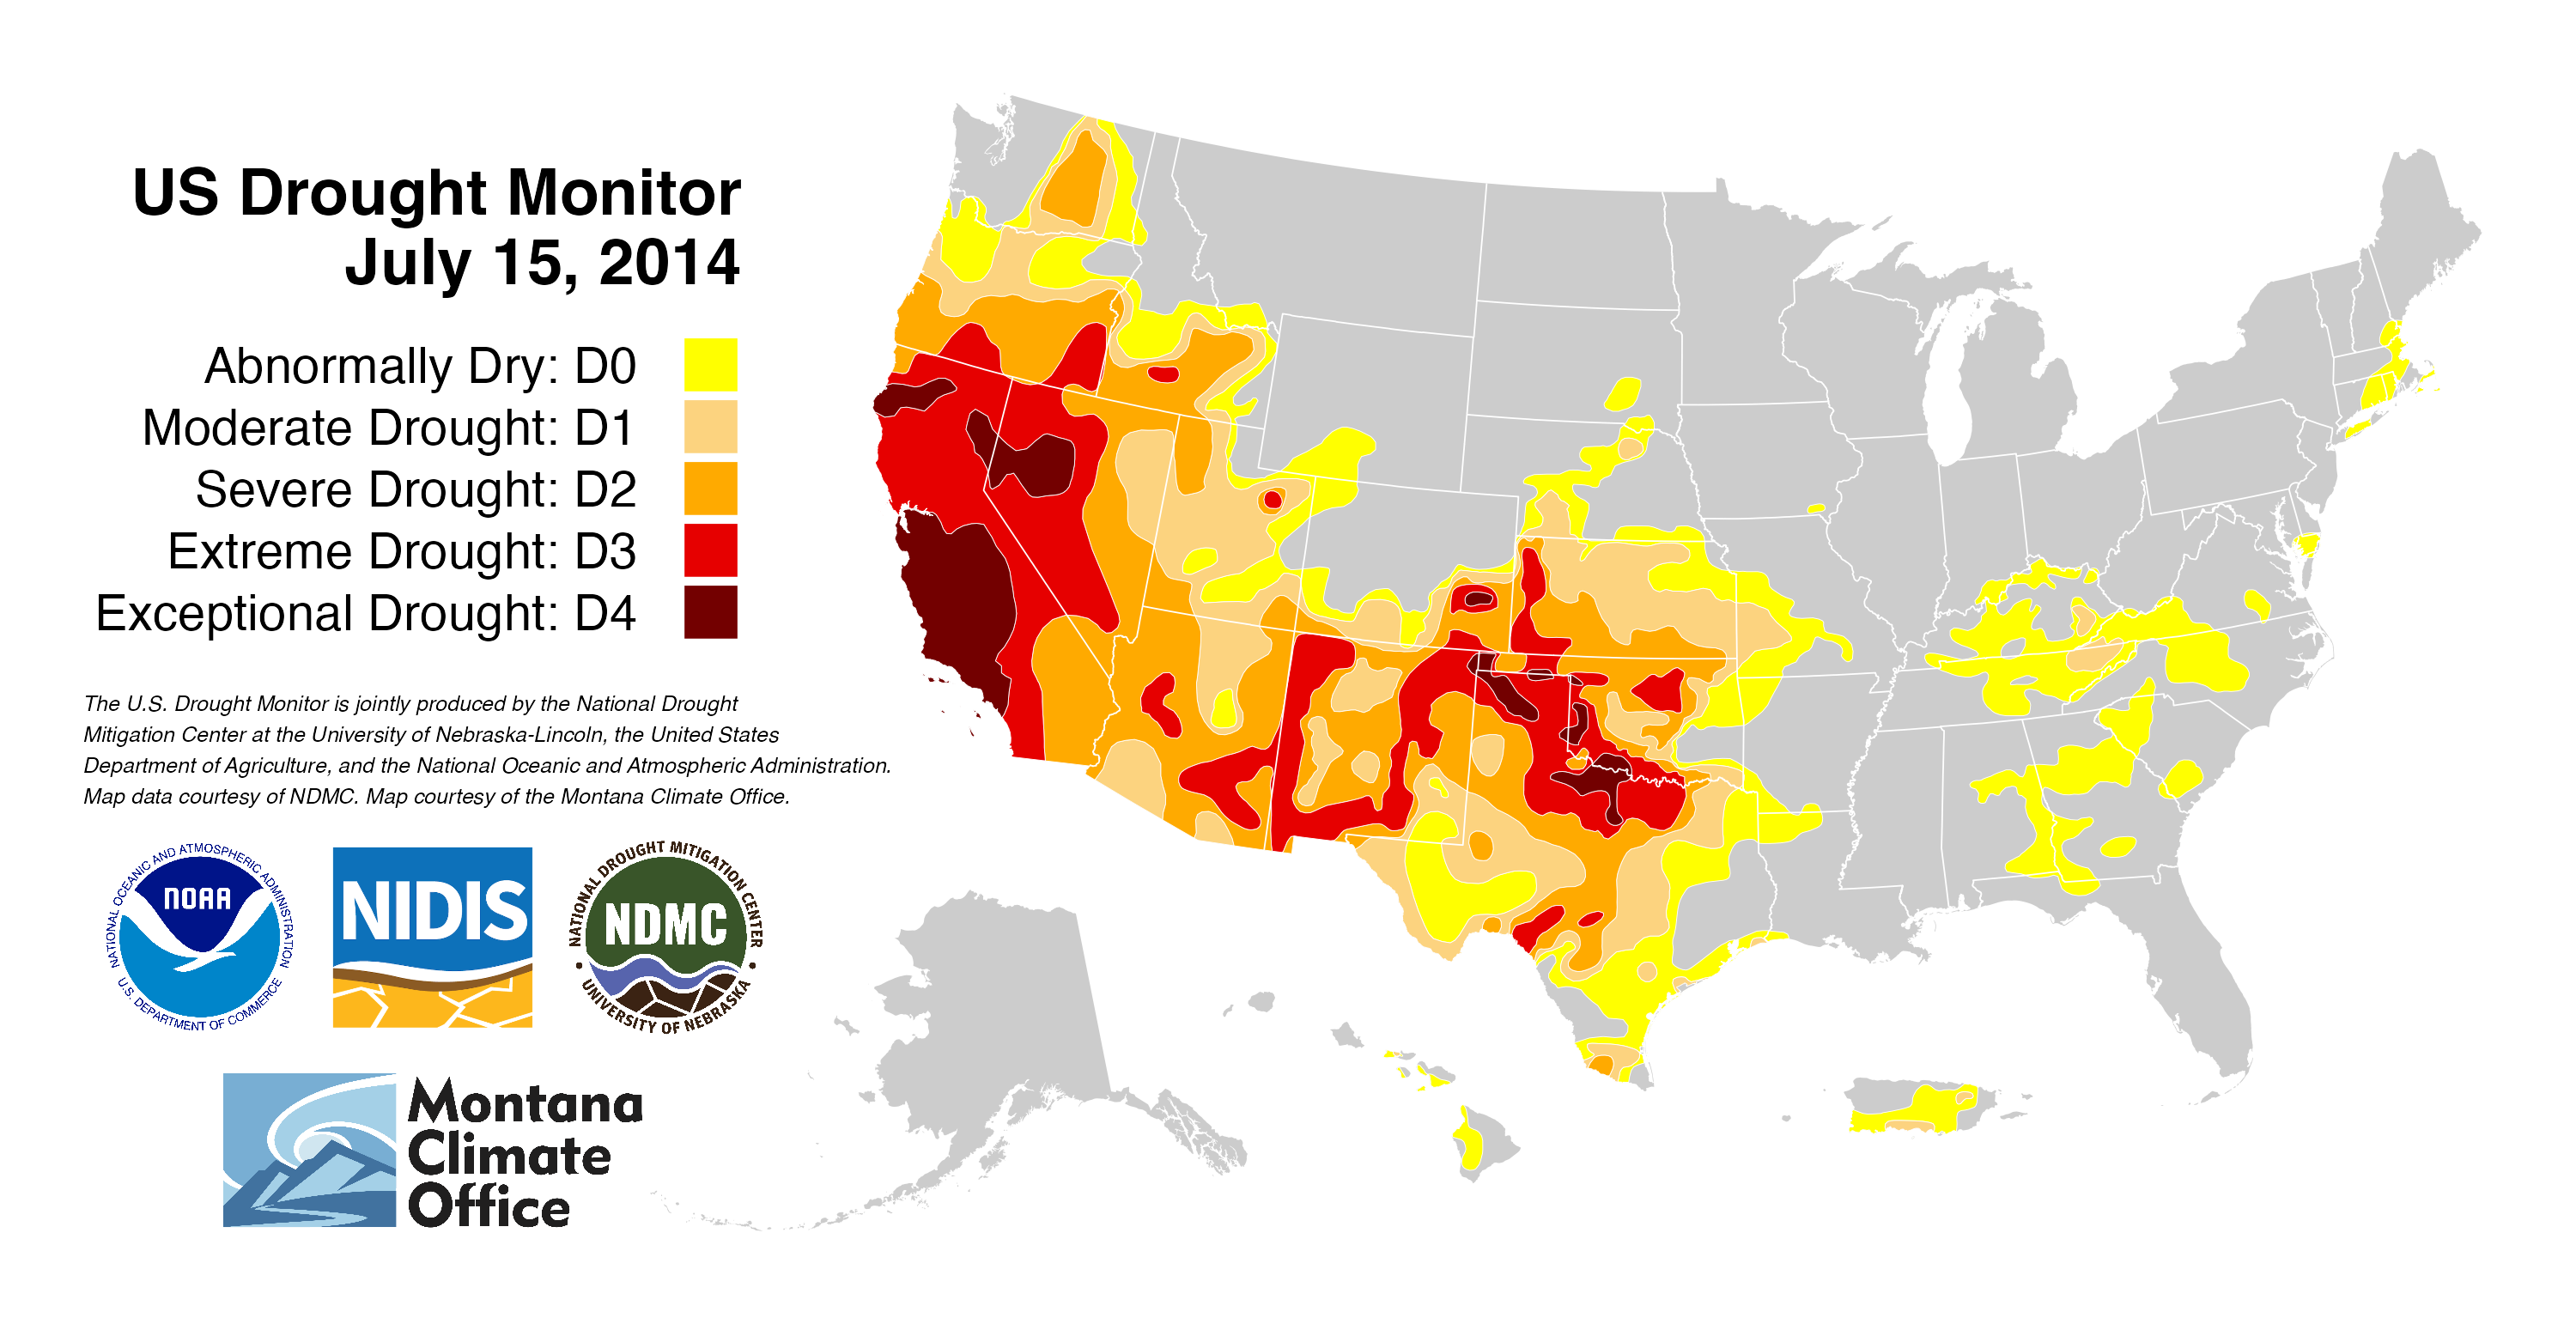 US Drought Monitor
July 15, 2014
Abnormally Dry: D0
Moderate Drought: D1
Severe Drought: D2
Extreme Drought: D3
Exceptional Drought: D4
The U.S. Drought Monitor is jointly produced by the National Drought
Mitigation Center at the University of Nebraska-Lincoln, the United States
Department of Agriculture, and the National Oceanic and Atmospheric Administration.
Map data courtesy of NDMC. Map courtesy of the Montana Climate Office.
NATIONAL OCEANIC AND ATMOSPHERIC ADMINISTRATION
NOAA
U.S. DEPARTMENT OF COMMERCE
NIDIS
NATIONAL DROUGHT MITIGATION CENTER
NDMC
UNIVERSITY OF NEBRASKA
Montana
Climate
Office